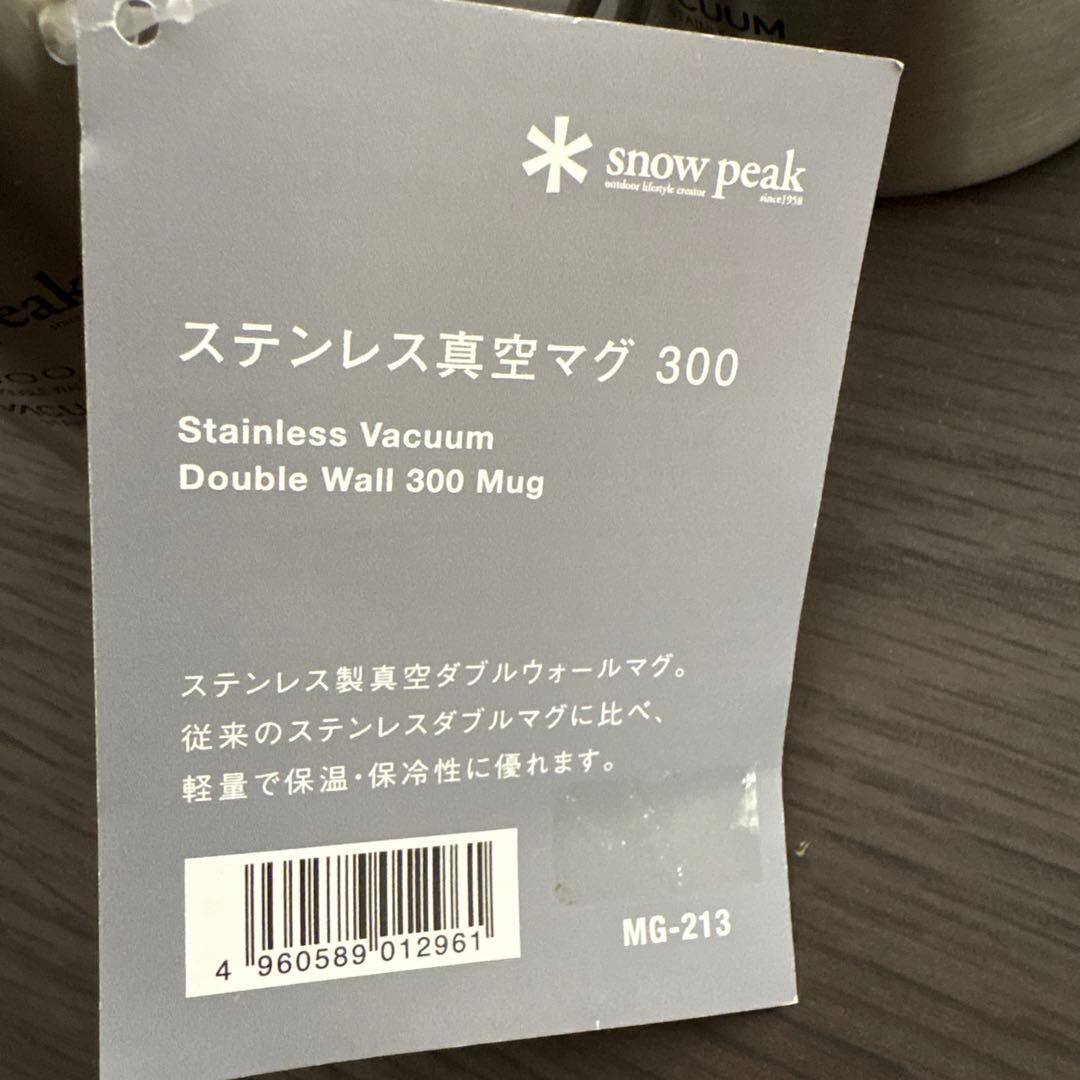 CUUM
snow peak
outdoor lifestyle creator
since1958
eak
ステンレス真空マグ 300
Stainless Vacuum
Double Wall 300 Mug
ステンレス製真空ダブルウォールマグ。
従来のステンレスダブルマグに比べ、
軽量で保温・保冷性に優れます。
4 960589 012961
MG-213